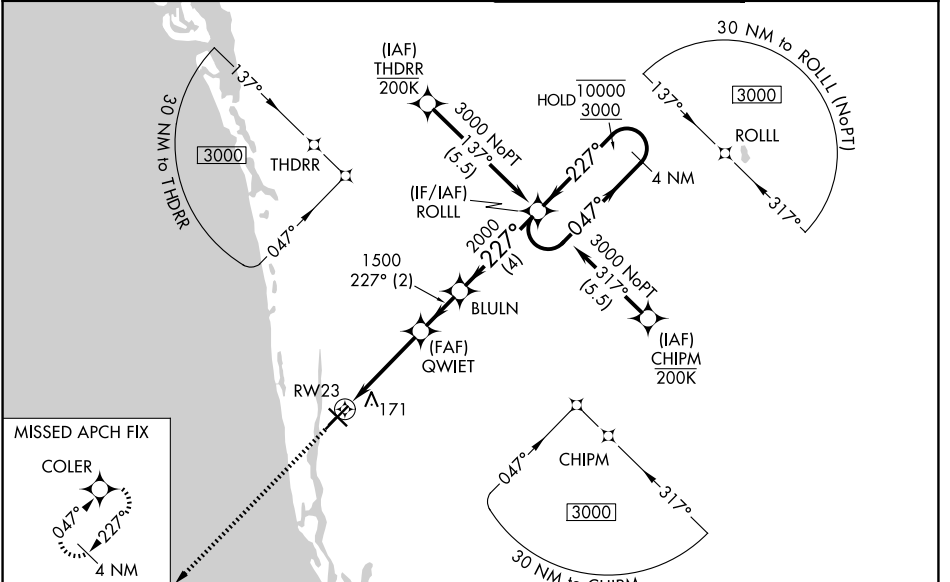 30 NM to THDRR
137°
3000
THDRR
047°
(IAF)
THDRR
200K
3000 NoPT
137°
(5.5)
HOLD
10000
3000
227°
047°
4 NM
(IF/IAF)
ROLLL
30 NM to ROLLL (NoPT)
137°
3000
ROLLL
317°
2000
227°
(4)
1500
227° (2)
BLULN
3000 NoPT
317°
(5.5)
(IAF)
CHIPM
200K
(FAF)
QWIET
RW23
171
MISSED APCH FIX
COLER
047°
227°
4 NM
047°
CHIPM
317°
3000
30 NM to CHIPM